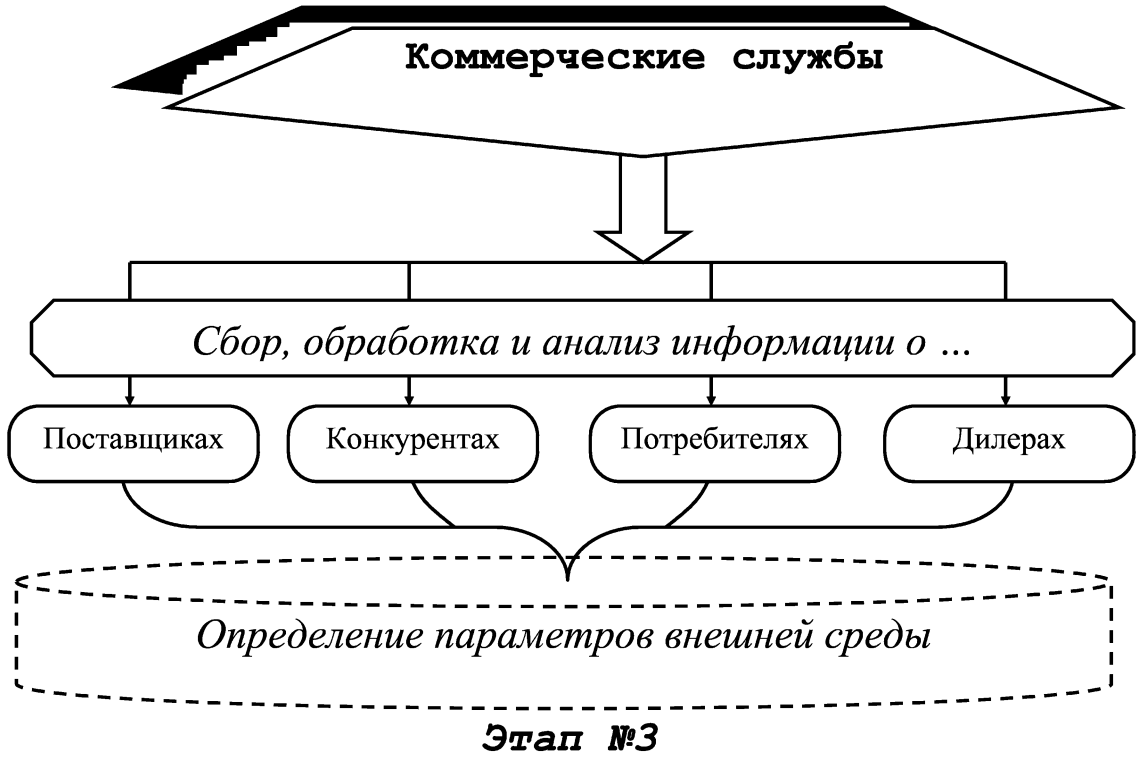 Коммерческие службы
Сбор, обработка и анализ информации о …
Поставщиках
Конкурентах
Потребителях
Дилерах
Определение параметров внешней среды
Этап №3